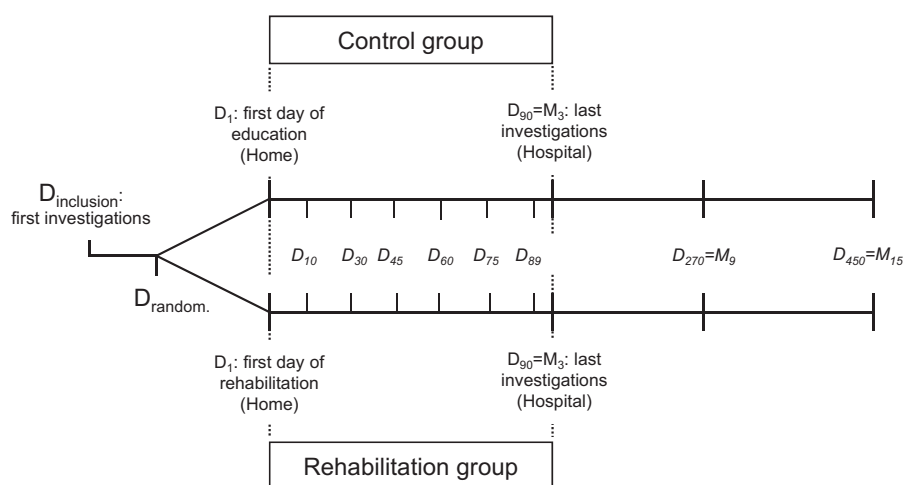 Control group
D₁: first day of
education
(Home)
D₉₀=M₃: last
investigations
(Hospital)
D_inclusion:
first investigations
D_random.
D₁₀ D₃₀ D₄₅ D₆₀ D₇₅ D₈₉ D₂₇₀=M₉ D₄₅₀=M₁₅
D₁: first day of
rehabilitation
(Home)
D₉₀=M₃: last
investigations
(Hospital)
Rehabilitation group